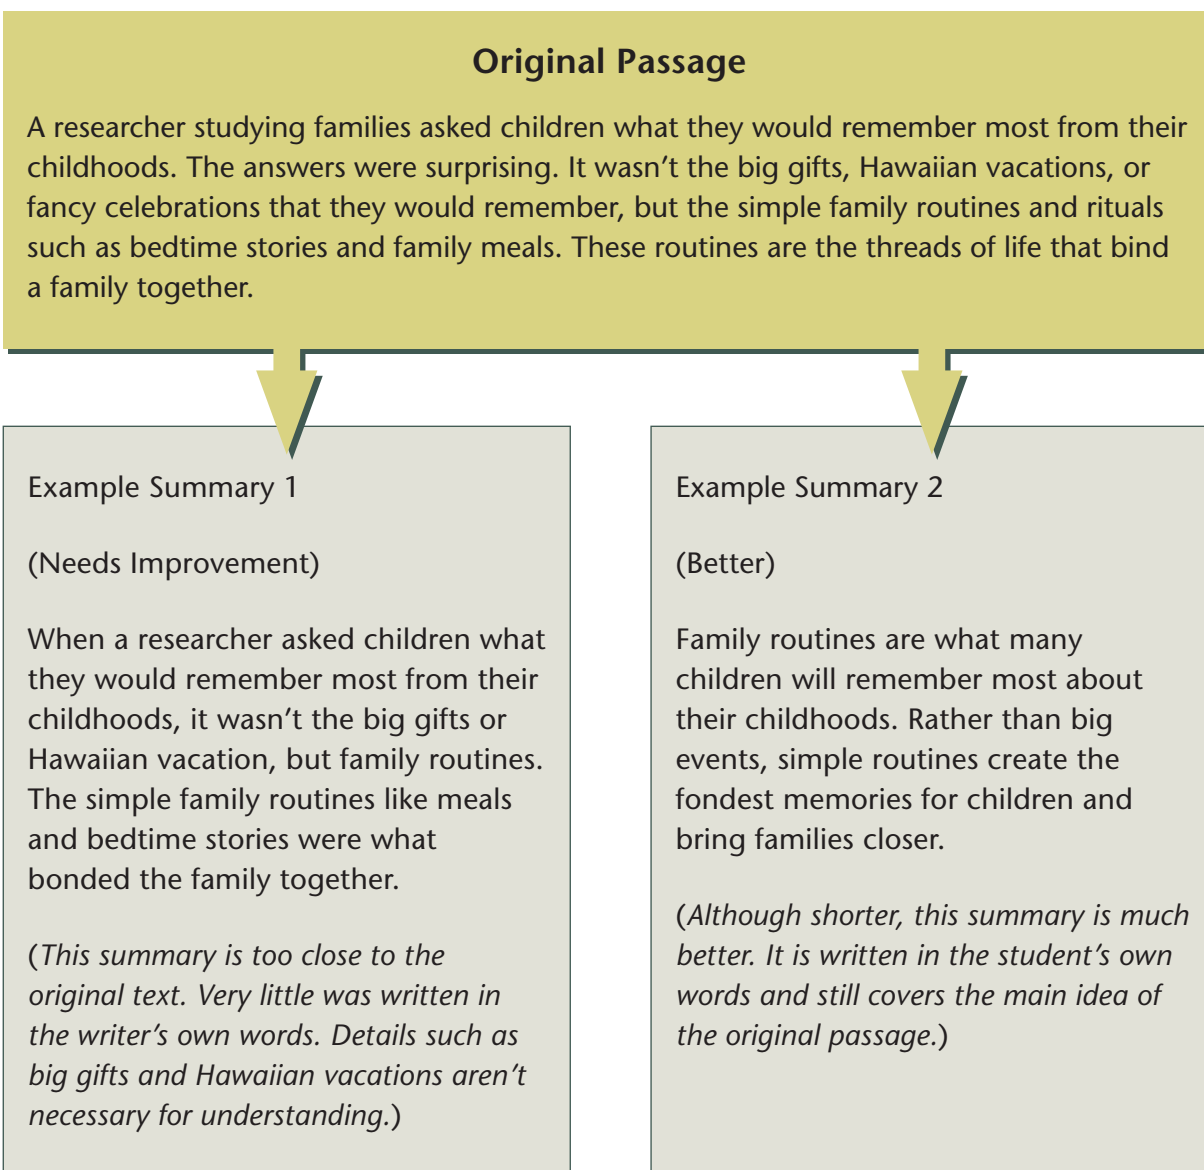 Original Passage
A researcher studying families asked children what they would remember most from their
childhoods. The answers were surprising. It wasn’t the big gifts, Hawaiian vacations, or
fancy celebrations that they would remember, but the simple family routines and rituals
such as bedtime stories and family meals. These routines are the threads of life that bind
a family together.
Example Summary 1
(Needs Improvement)
When a researcher asked children what
they would remember most from their
childhoods, it wasn’t the big gifts or
Hawaiian vacation, but family routines.
The simple family routines like meals
and bedtime stories were what
bonded the family together.
(This summary is too close to the
original text. Very little was written in
the writer’s own words. Details such as
big gifts and Hawaiian vacations aren’t
necessary for understanding.)
Example Summary 2
(Better)
Family routines are what many
children will remember most about
their childhoods. Rather than big
events, simple routines create the
fondest memories for children and
bring families closer.
(Although shorter, this summary is much
better. It is written in the student’s own
words and still covers the main idea of
the original passage.)